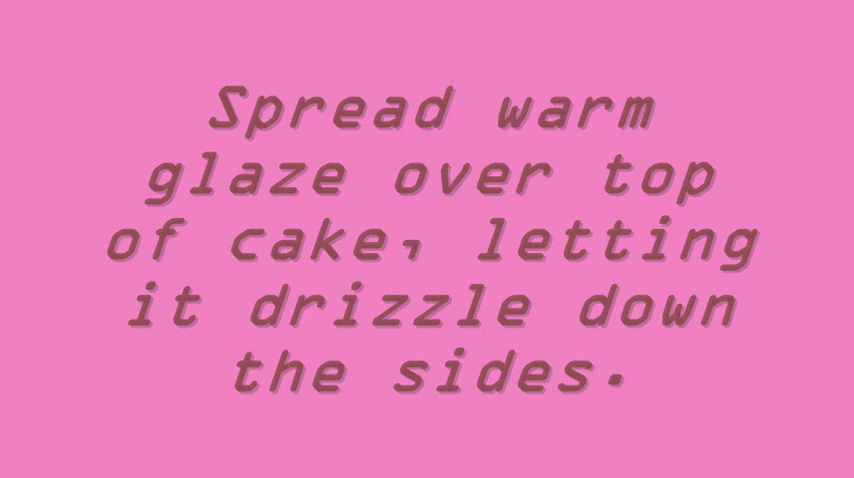 Spread warm
glaze over top
of cake, letting
it drizzle down
the sides.